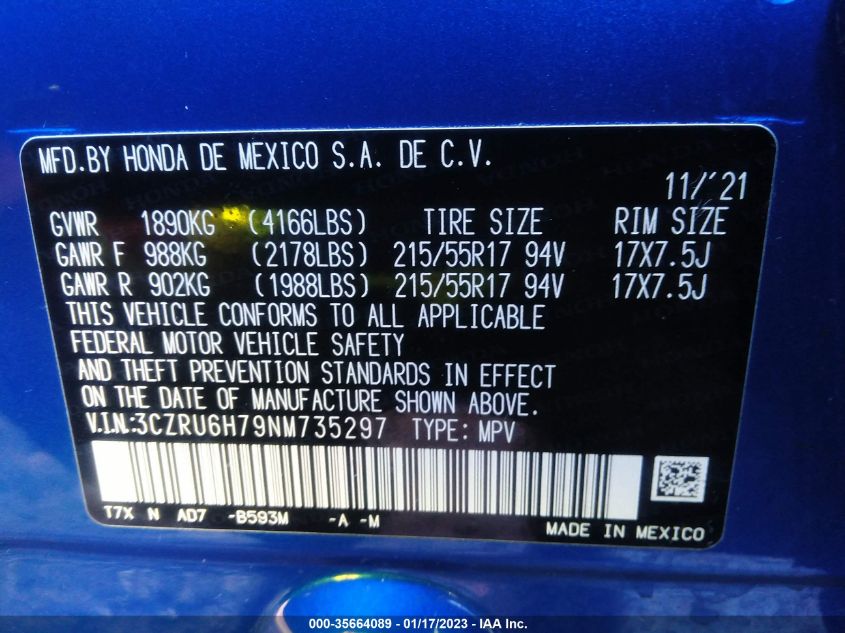 MFD.BY HONDA DE MEXICO S.A. DE C.V.
11/'21
GVWR 1890KG (4166LBS) TIRE SIZE RIM SIZE
GAWR F 988KG (2178LBS) 215/55R17 94V 17X7.5J
GAWR R 902KG (1988LBS) 215/55R17 94V 17X7.5J
THIS VEHICLE CONFORMS TO ALL APPLICABLE
FEDERAL MOTOR VEHICLE SAFETY
AND THEFT PREVENTION STANDARDS IN EFFECT
ON THE DATE OF MANUFACTURE SHOWN ABOVE.
V.I.N:3CZRU6H79NM735297 TYPE: MPV
T7X N AD7 -B593M -A -M
MADE IN MEXICO
000-35664089 - 01/17/2023 - IAA Inc.